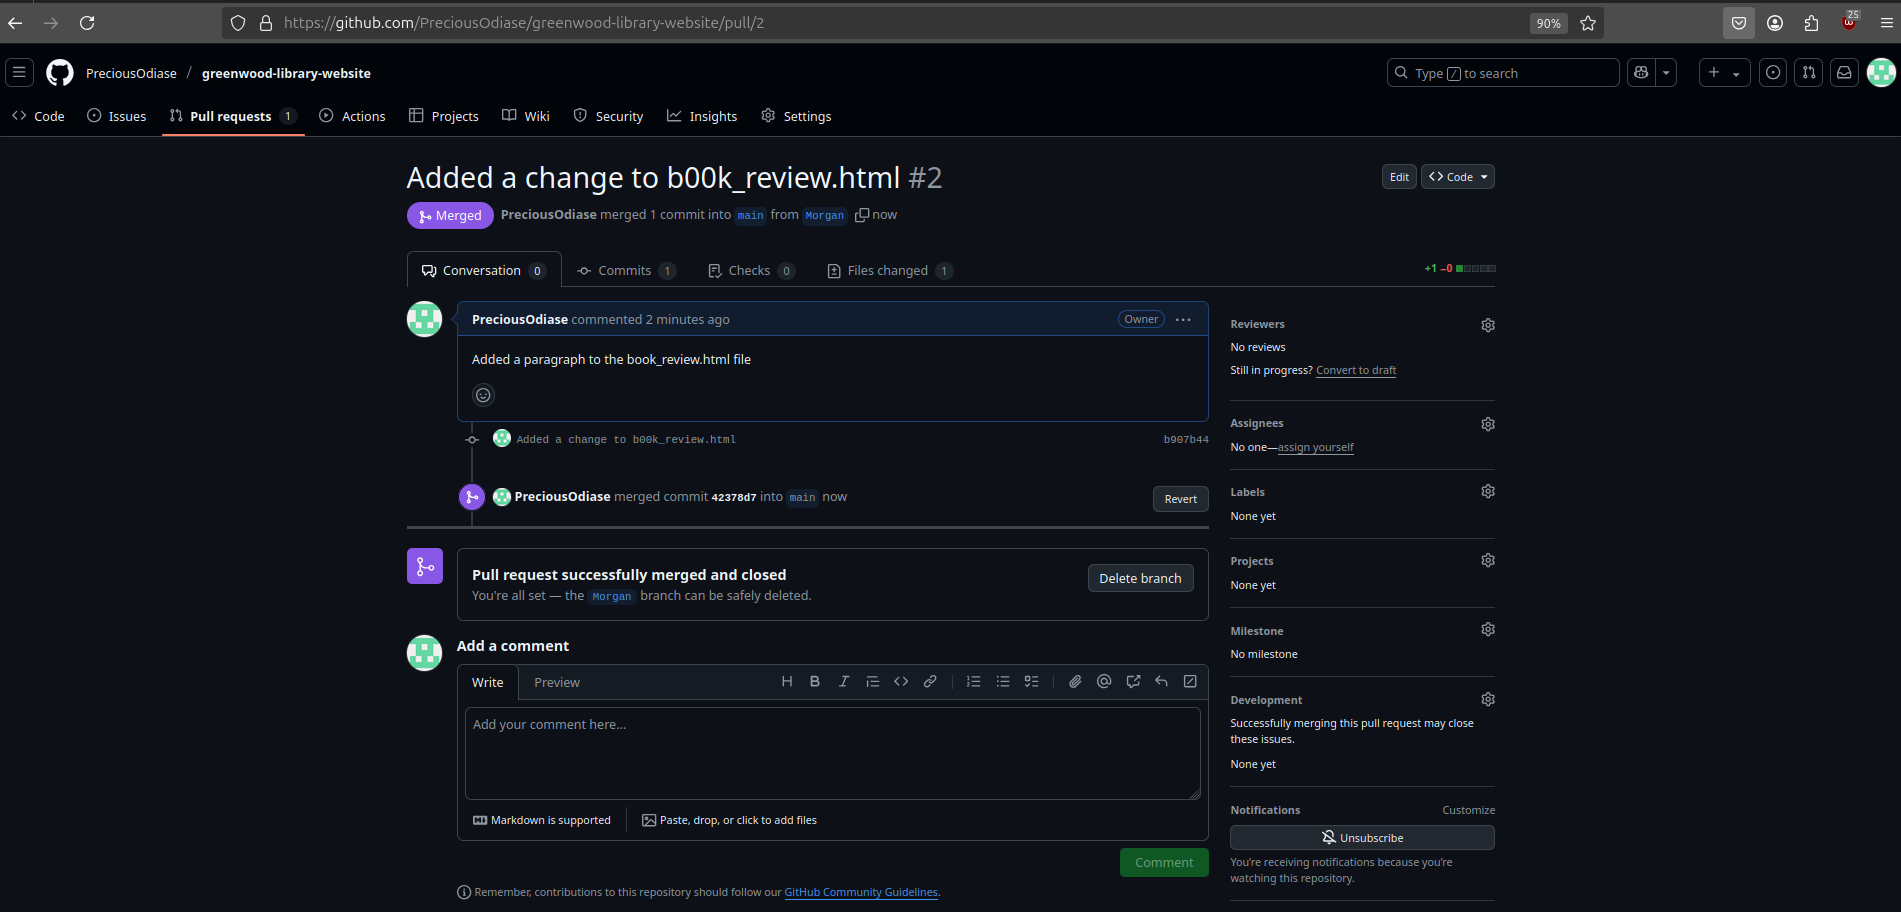 https://github.com/PreciousOdiase/greenwood-library-website/pull/2
90%
25
PreciousOdiase / greenwood-library-website
Type / to search
Code
Issues
Pull requests 1
Actions
Projects
Wiki
Security
Insights
Settings
Added a change to b00k_review.html #2
Edit
Code
Merged
PreciousOdiase merged 1 commit into main from Morgan now
Conversation 0
Commits 1
Checks 0
Files changed 1
+1 −0
PreciousOdiase commented 2 minutes ago
Owner
Added a paragraph to the book_review.html file
Added a change to b00k_review.html
b907b44
PreciousOdiase merged commit 42378d7 into main now
Revert
Pull request successfully merged and closed
You're all set — the Morgan branch can be safely deleted.
Delete branch
Add a comment
Write
Preview
Add your comment here...
Markdown is supported
Paste, drop, or click to add files
Comment
Remember, contributions to this repository should follow our GitHub Community Guidelines.
Reviewers
No reviews
Still in progress? Convert to draft
Assignees
No one—assign yourself
Labels
None yet
Projects
None yet
Milestone
No milestone
Development
Successfully merging this pull request may close
these issues.
None yet
Notifications
Customize
Unsubscribe
You're receiving notifications because you're
watching this repository.